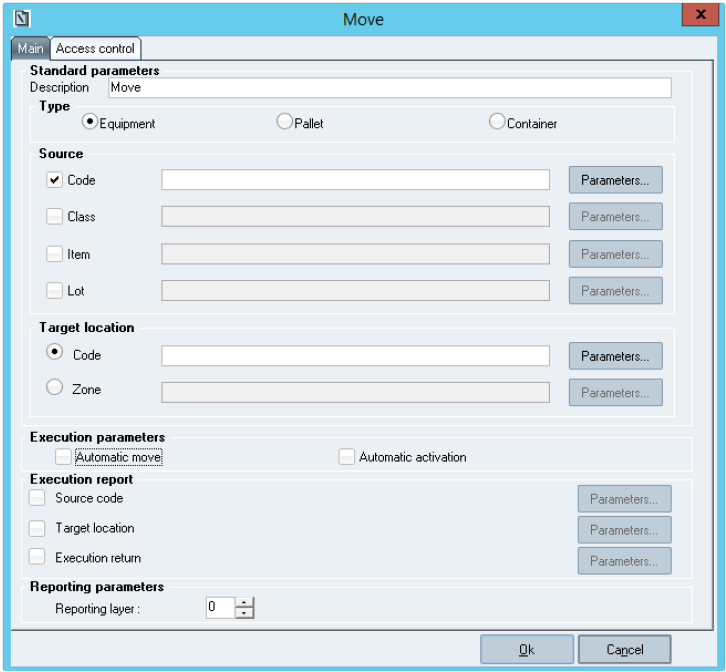 Move
x
Main Access control
Standard parameters
Description Move
Type
Equipment Pallet Container
Source
Code Parameters...
Class Parameters...
Item Parameters...
Lot Parameters...
Target location
Code Parameters...
Zone Parameters...
Execution parameters
Automatic move Automatic activation
Execution report
Source code Parameters...
Target location Parameters...
Execution return Parameters...
Reporting parameters
Reporting layer : 0
Ok Cancel